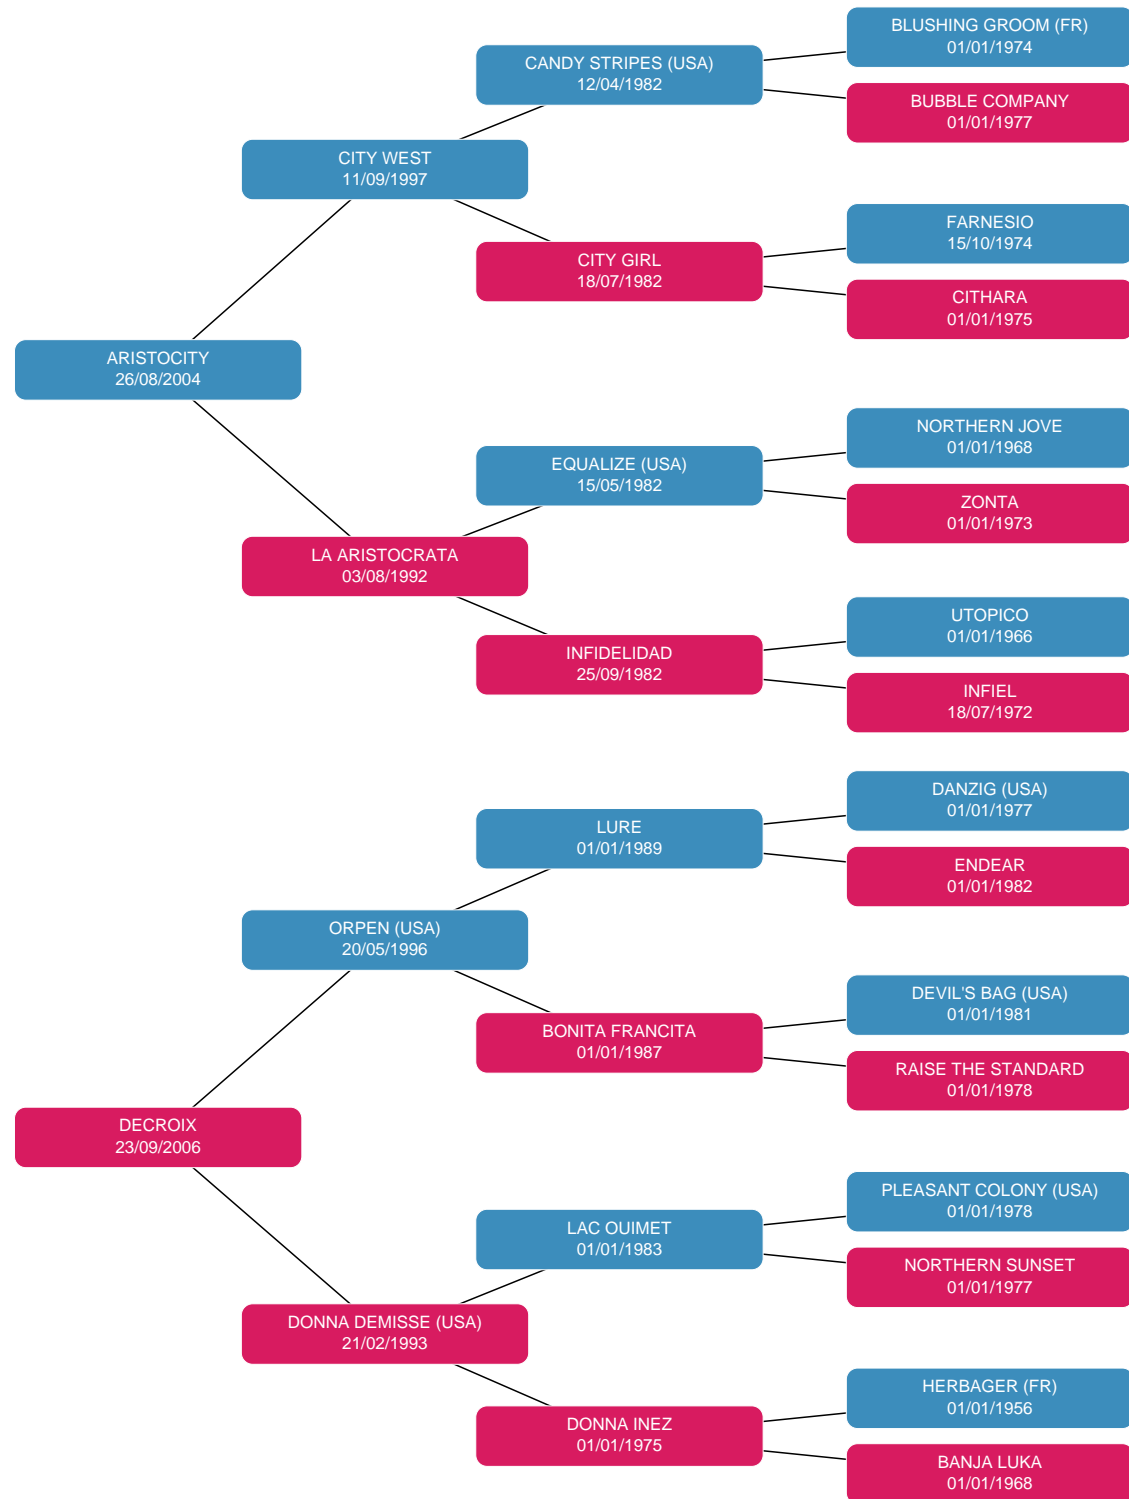 BLUSHING GROOM (FR)
01/01/1974
CANDY STRIPES (USA)
12/04/1982
BUBBLE COMPANY
01/01/1977
CITY WEST
11/09/1997
FARNESIO
15/10/1974
CITY GIRL
18/07/1982
CITHARA
01/01/1975
ARISTOCITY
26/08/2004
NORTHERN JOVE
01/01/1968
EQUALIZE (USA)
15/05/1982
ZONTA
01/01/1973
LA ARISTOCRATA
03/08/1992
UTOPICO
01/01/1966
INFIDELIDAD
25/09/1982
INFIEL
18/07/1972
DANZIG (USA)
01/01/1977
LURE
01/01/1989
ENDEAR
01/01/1982
ORPEN (USA)
20/05/1996
DEVIL'S BAG (USA)
01/01/1981
BONITA FRANCITA
01/01/1987
RAISE THE STANDARD
01/01/1978
DECROIX
23/09/2006
PLEASANT COLONY (USA)
01/01/1978
LAC OUIMET
01/01/1983
NORTHERN SUNSET
01/01/1977
DONNA DEMISSE (USA)
21/02/1993
HERBAGER (FR)
01/01/1956
DONNA INEZ
01/01/1975
BANJA LUKA
01/01/1968